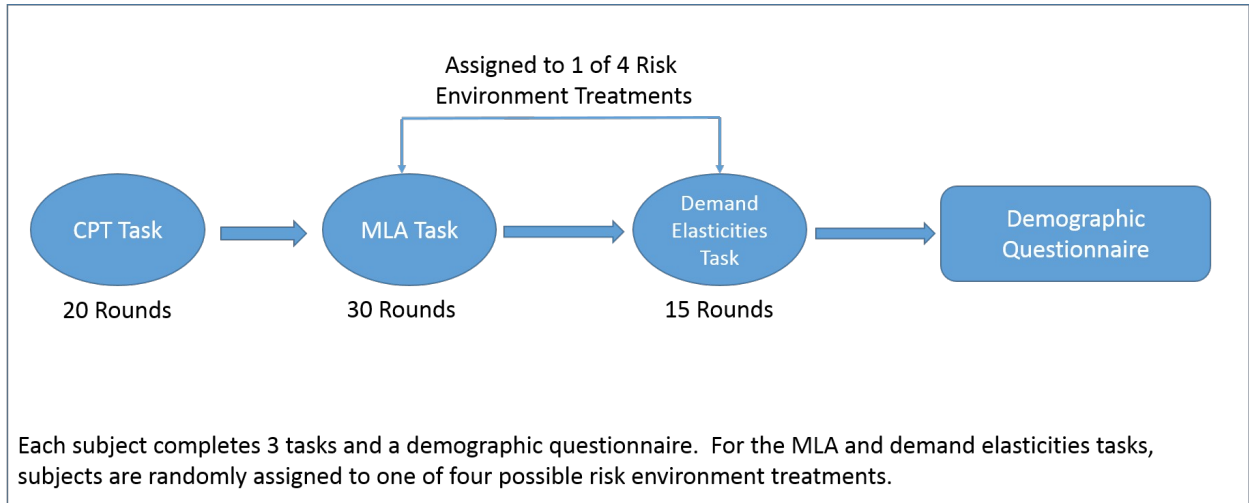 Assigned to 1 of 4 Risk
Environment Treatments
CPT Task
MLA Task
Demand
Elasticities
Task
Demographic
Questionnaire
20 Rounds
30 Rounds
15 Rounds
Each subject completes 3 tasks and a demographic questionnaire.  For the MLA and demand elasticities tasks,
subjects are randomly assigned to one of four possible risk environment treatments.